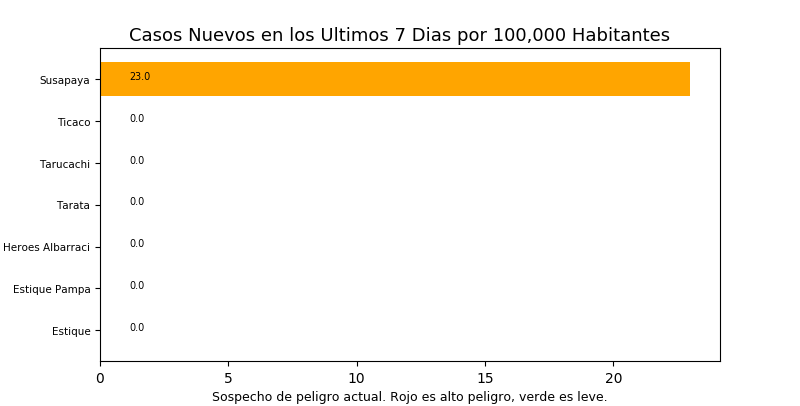 Casos Nuevos en los Ultimos 7 Dias por 100,000 Habitantes
Susapaya 23.0
Ticaco 0.0
Tarucachi 0.0
Tarata 0.0
Heroes Albarraci 0.0
Estique Pampa 0.0
Estique 0.0
0 5 10 15 20
Sospecho de peligro actual. Rojo es alto peligro, verde es leve.